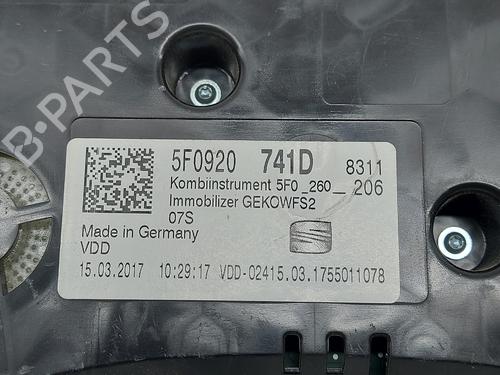 B-PARTS
5F0920 741D 8311
Kombiinstrument 5F0_260__ 206
Immobilizer GEKOWFS2
07S
Made in Germany
VDD
15.03.2017 10:29:17 VDD-02415.03.1755011078